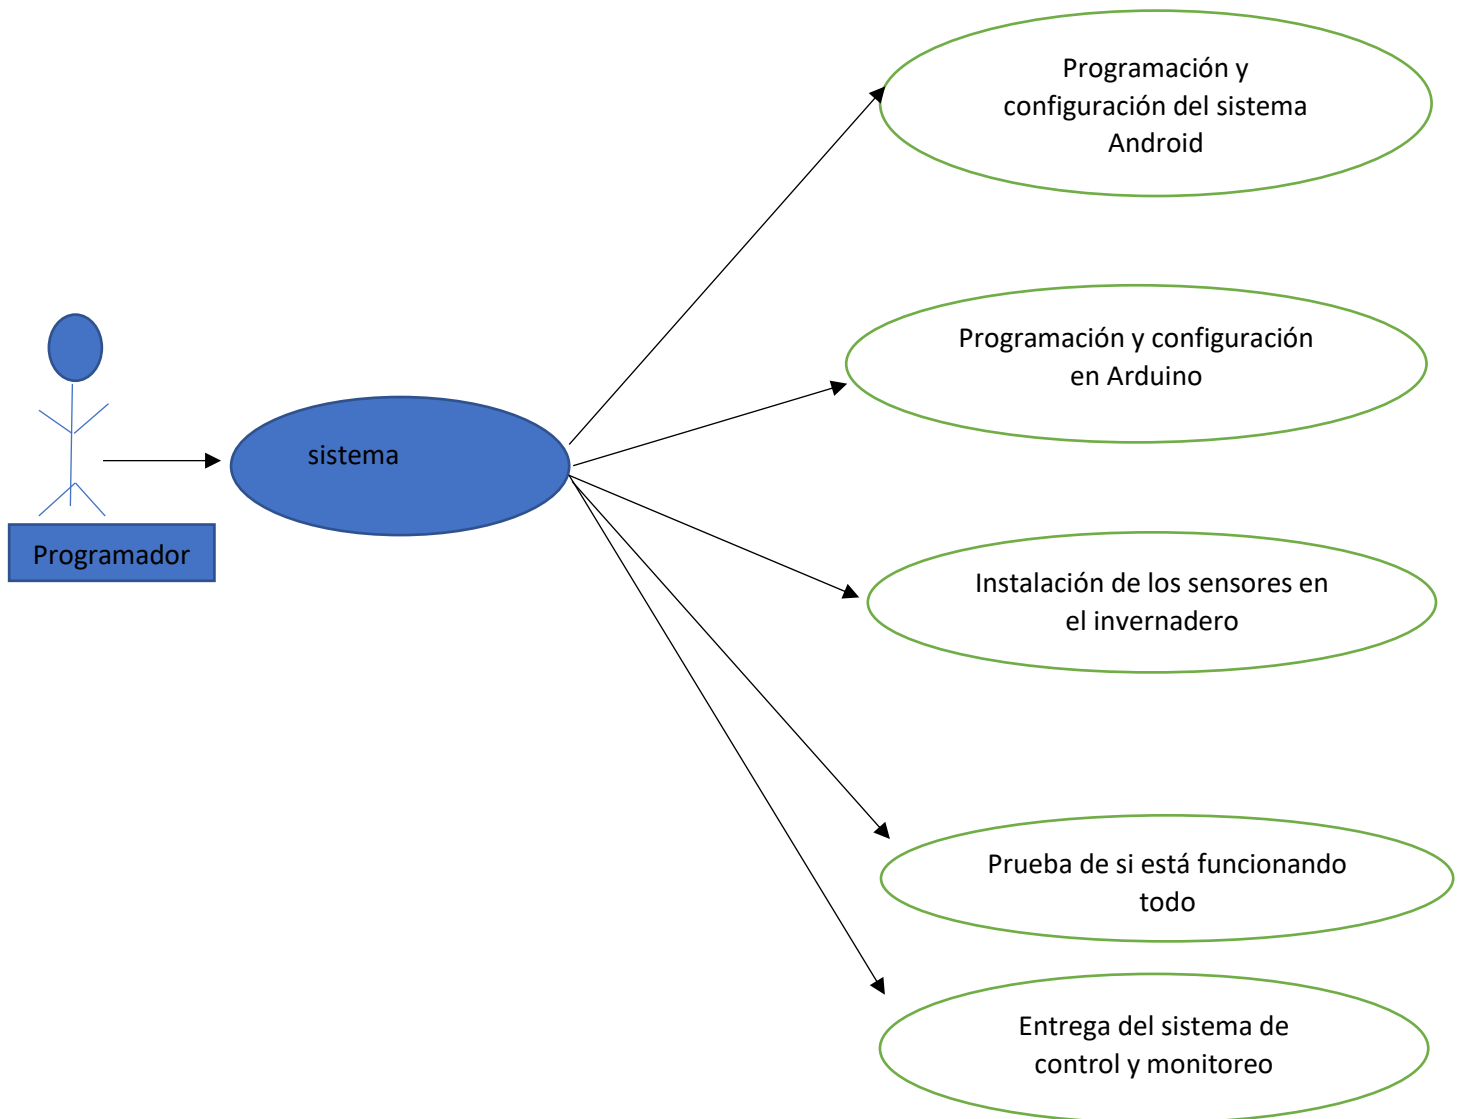 Programación y
configuración del sistema
Android
Programación y configuración
en Arduino
sistema
Programador
Instalación de los sensores en
el invernadero
Prueba de si está funcionando
todo
Entrega del sistema de
control y monitoreo